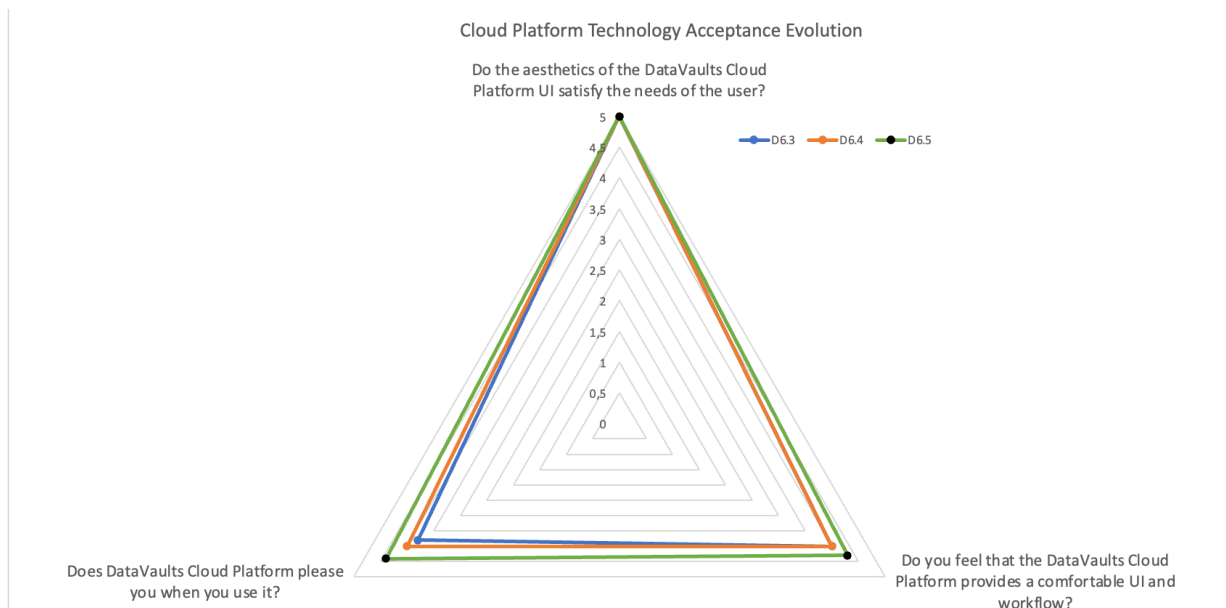 Cloud Platform Technology Acceptance Evolution
Do the aesthetics of the DataVaults Cloud
Platform UI satisfy the needs of the user?
5
D6.3
D6.4
D6.5
4,5
4
3,5
3
2,5
2
1,5
1
0,5
0
Does DataVaults Cloud Platform please
you when you use it?
Do you feel that the DataVaults Cloud
Platform provides a comfortable UI and
workflow?